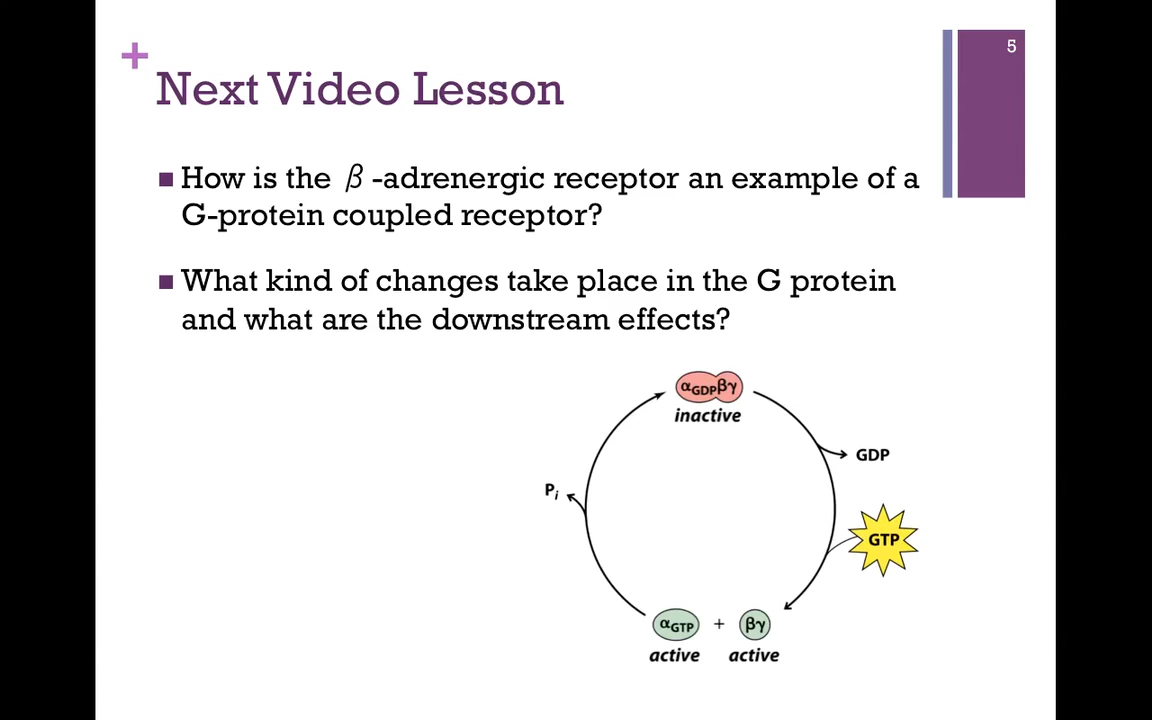 5
+
Next Video Lesson
How is the β-adrenergic receptor an example of a
G-protein coupled receptor?
What kind of changes take place in the G protein
and what are the downstream effects?
αGDPβγ
inactive
GDP
Pi
GTP
αGTP + βγ
active active